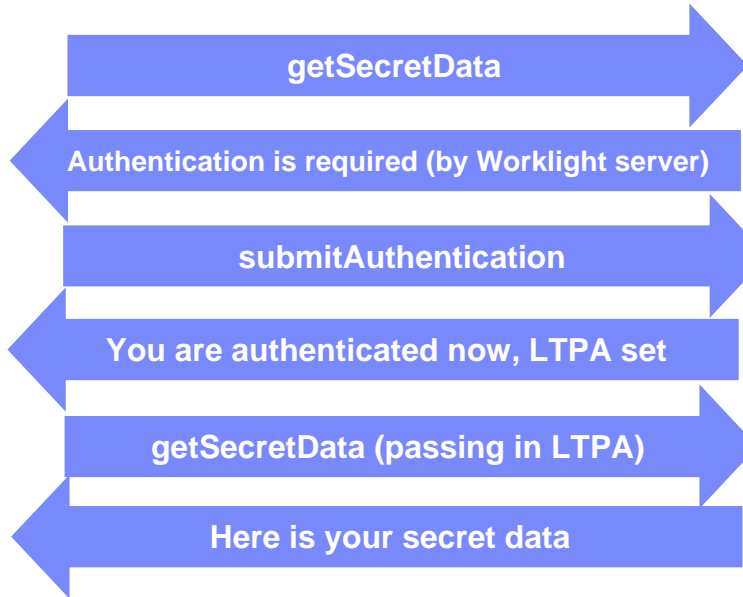 getSecretData
Authentication is required (by Worklight server)
submitAuthentication
You are authenticated now, LTPA set
getSecretData (passing in LTPA)
Here is your secret data